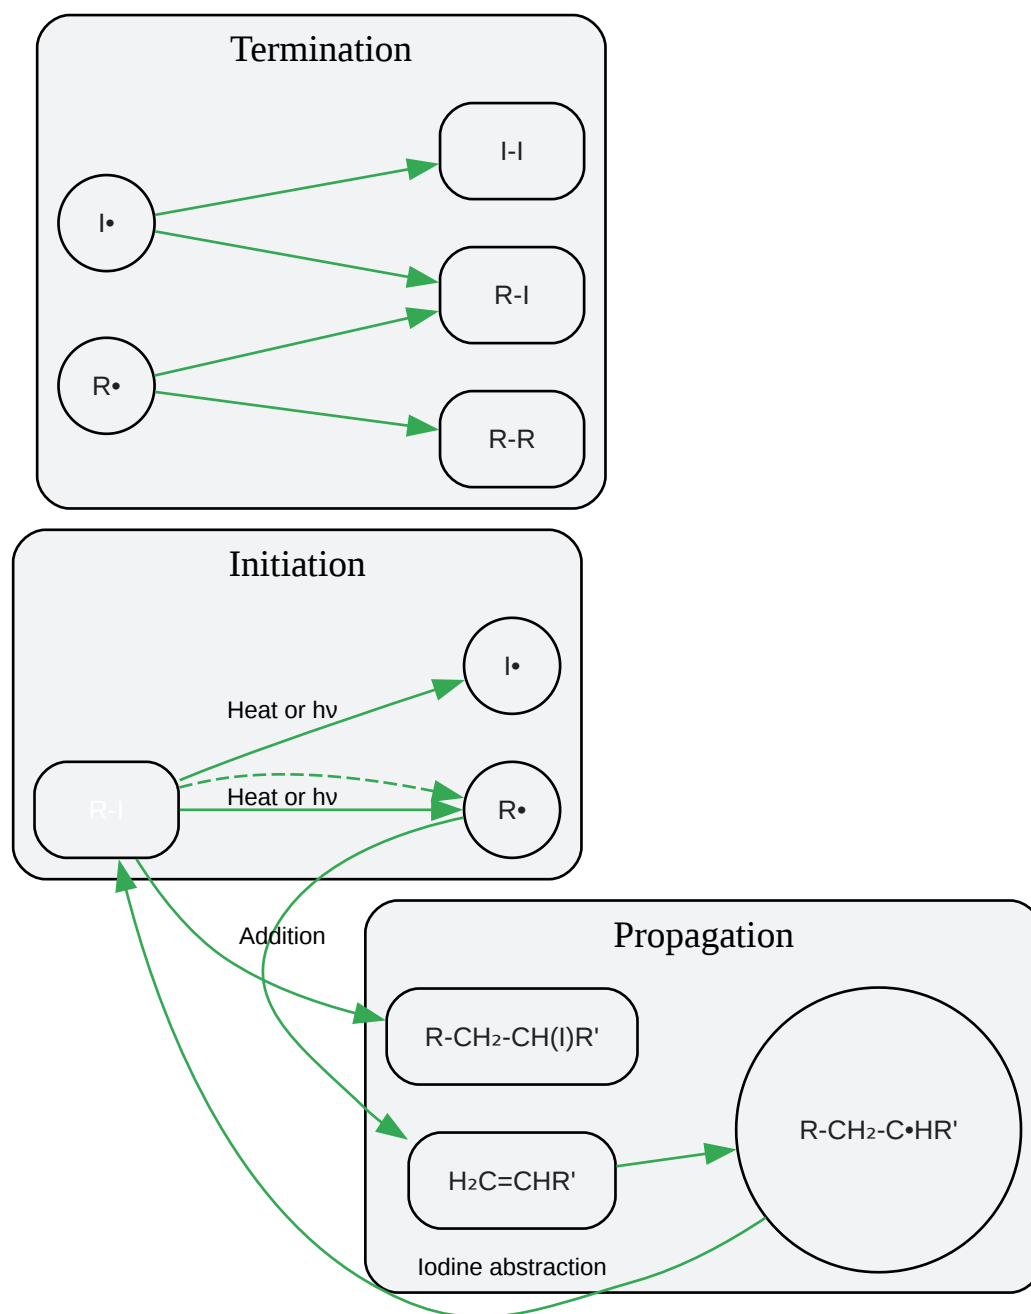 Termination
I-I
I•
R-I
R•
R-R
Initiation
I•
Heat or hν
R-I
Heat or hν
R•
Addition
Propagation
R-CH₂-CH(I)R'
R-CH₂-C•HR'
H₂C=CHR'
Iodine abstraction